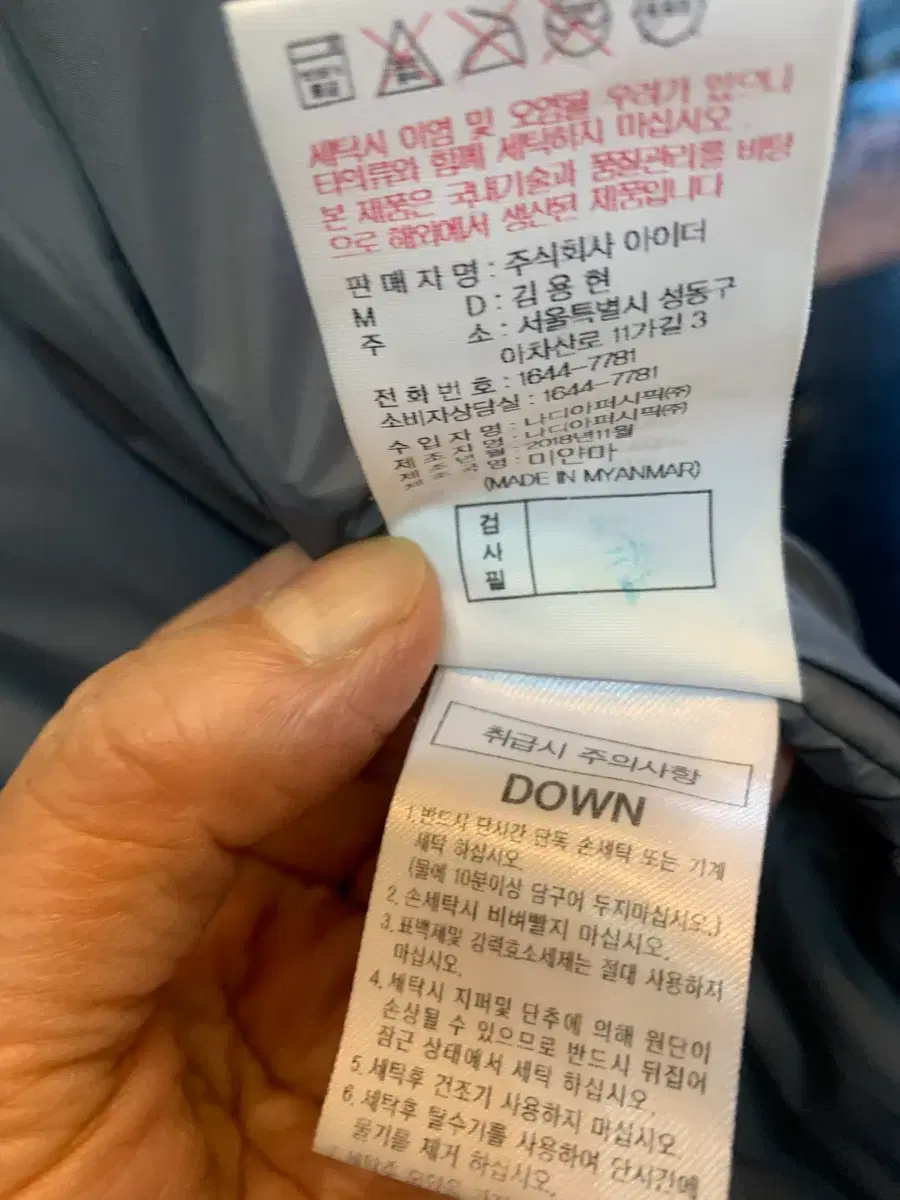 세탁시 이염 및 오염될 우려가 있으니
타의류와 함께 세탁하지 마십시오
본 제품은 국내기술과 품질관리를 바탕
으로 해외에서 생산된 제품입니다
판 매 자 명 : 주식회사 아이더
M D : 김 용 현
주 소 : 서울특별시 성동구
아차산로 11가길 3
전 화 번 호 : 1644-7781
소비자상담실 : 1644-7781
수 입 자 명 : 나디아퍼시픽(주)
제 조 자 명 : 나디아퍼시픽(주)
제 조 년 월 : 2018년11월
제 조 국 명 : 미얀마
(MADE IN MYANMAR)
검
사
필
취급시 주의사항
DOWN
1. 반드시 단시간 단독 손세탁 또는 기계
세탁 하십시오
(물에 10분이상 담구어 두지마십시오.)
2. 손세탁시 비벼빨지 마십시오.
3. 표백제및 강력효소세제는 절대 사용하지
마십시오.
4. 세탁시 지퍼및 단추에 의해 원단이
손상될 수 있으므로 반드시 뒤집어
잠근 상태에서 세탁 하십시오.
5. 세탁후 건조기 사용하지 마십시오.
6. 세탁후 탈수기를 사용하여 단시간에
물기를 제거 하십시오.